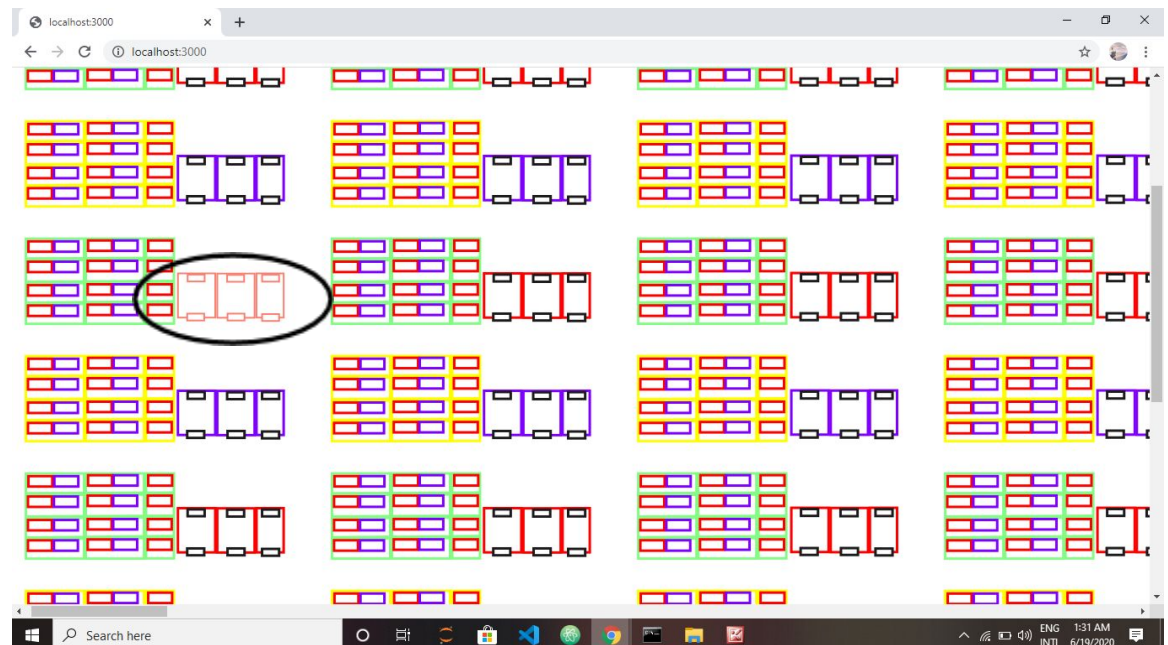 localhost:3000
localhost:3000
Search here
ENG 1:31 AM
INTL 6/19/2020